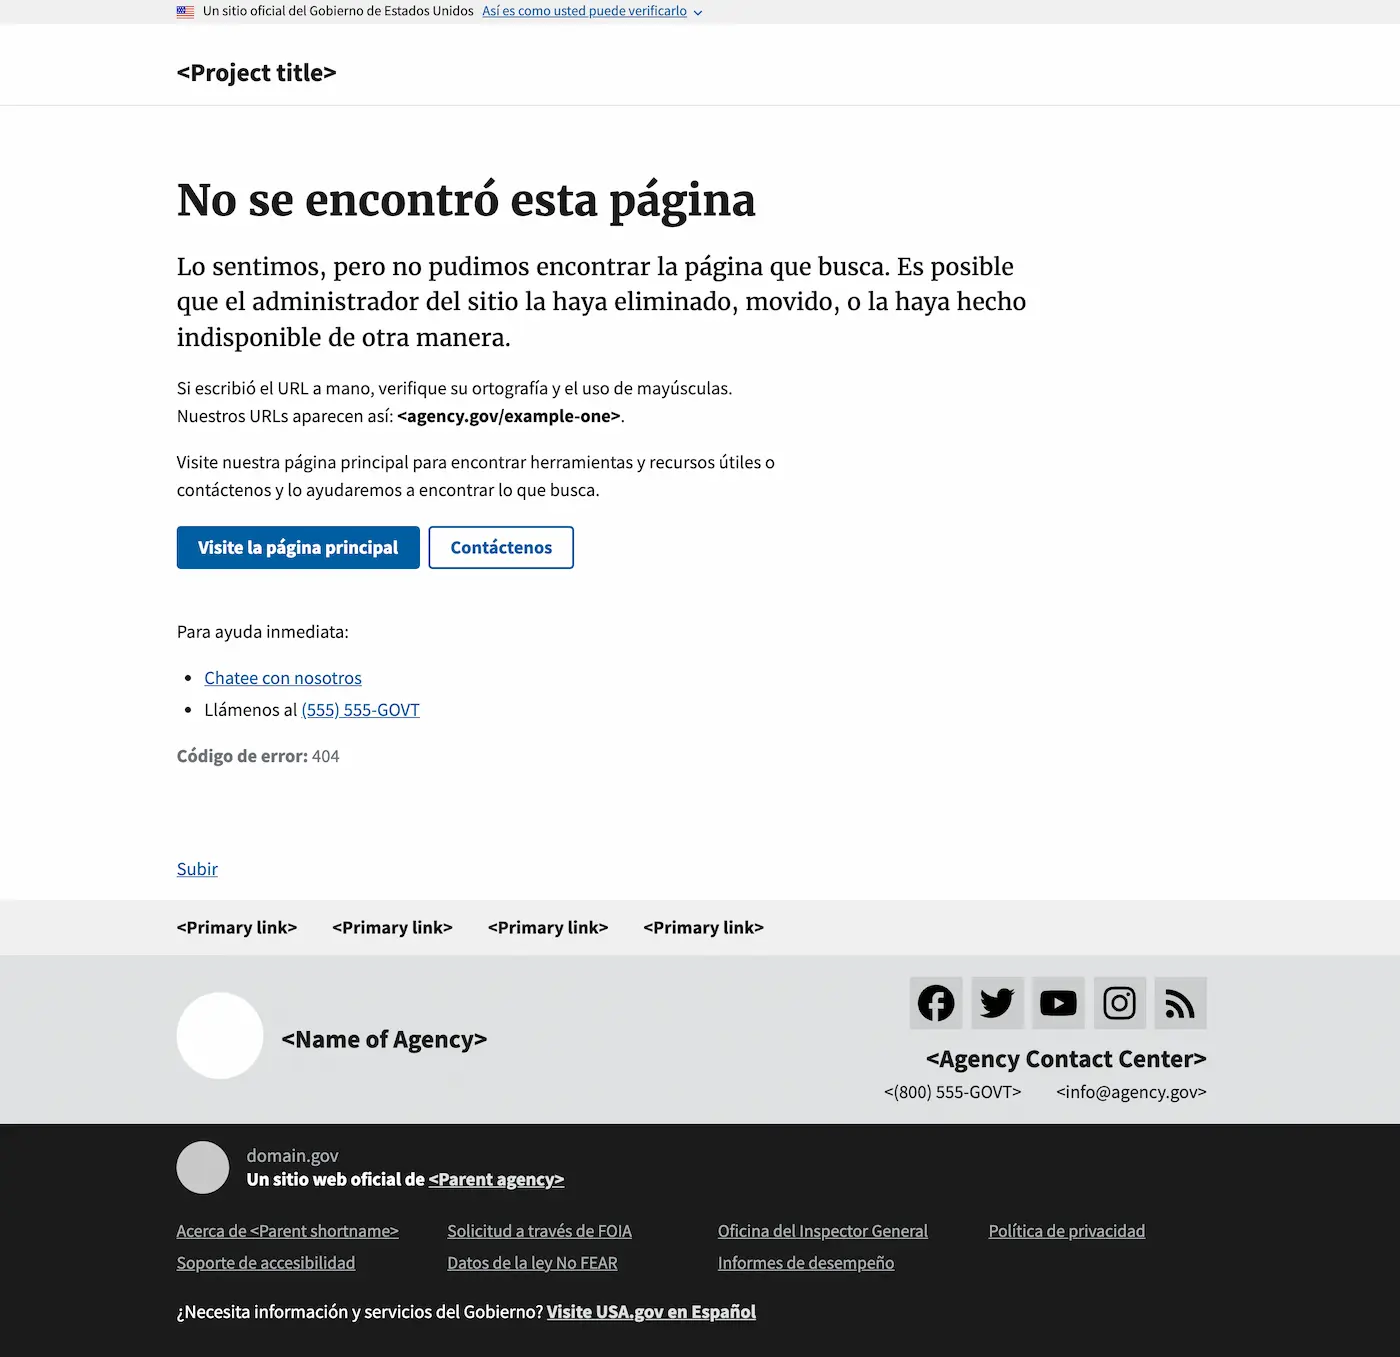 Un sitio oficial del Gobierno de Estados Unidos Así es como usted puede verificarlo
<Project title>
No se encontró esta página
Lo sentimos, pero no pudimos encontrar la página que busca. Es posible
que el administrador del sitio la haya eliminado, movido, o la haya hecho
indisponible de otra manera.
Si escribió el URL a mano, verifique su ortografía y el uso de mayúsculas.
Nuestros URLs aparecen así: <agency.gov/example-one>.
Visite nuestra página principal para encontrar herramientas y recursos útiles o
contáctenos y lo ayudaremos a encontrar lo que busca.
Visite la página principal Contáctenos
Para ayuda inmediata:
• Chatee con nosotros
• Llámenos al (555) 555-GOVT
Código de error: 404
Subir
<Primary link> <Primary link> <Primary link> <Primary link>
<Name of Agency>
<Agency Contact Center>
<(800) 555-GOVT> <info@agency.gov>
domain.gov
Un sitio web oficial de <Parent agency>
Acerca de <Parent shortname> Solicitud a través de FOIA Oficina del Inspector General Política de privacidad
Soporte de accesibilidad Datos de la ley No FEAR Informes de desempeño
¿Necesita información y servicios del Gobierno? Visite USA.gov en Español